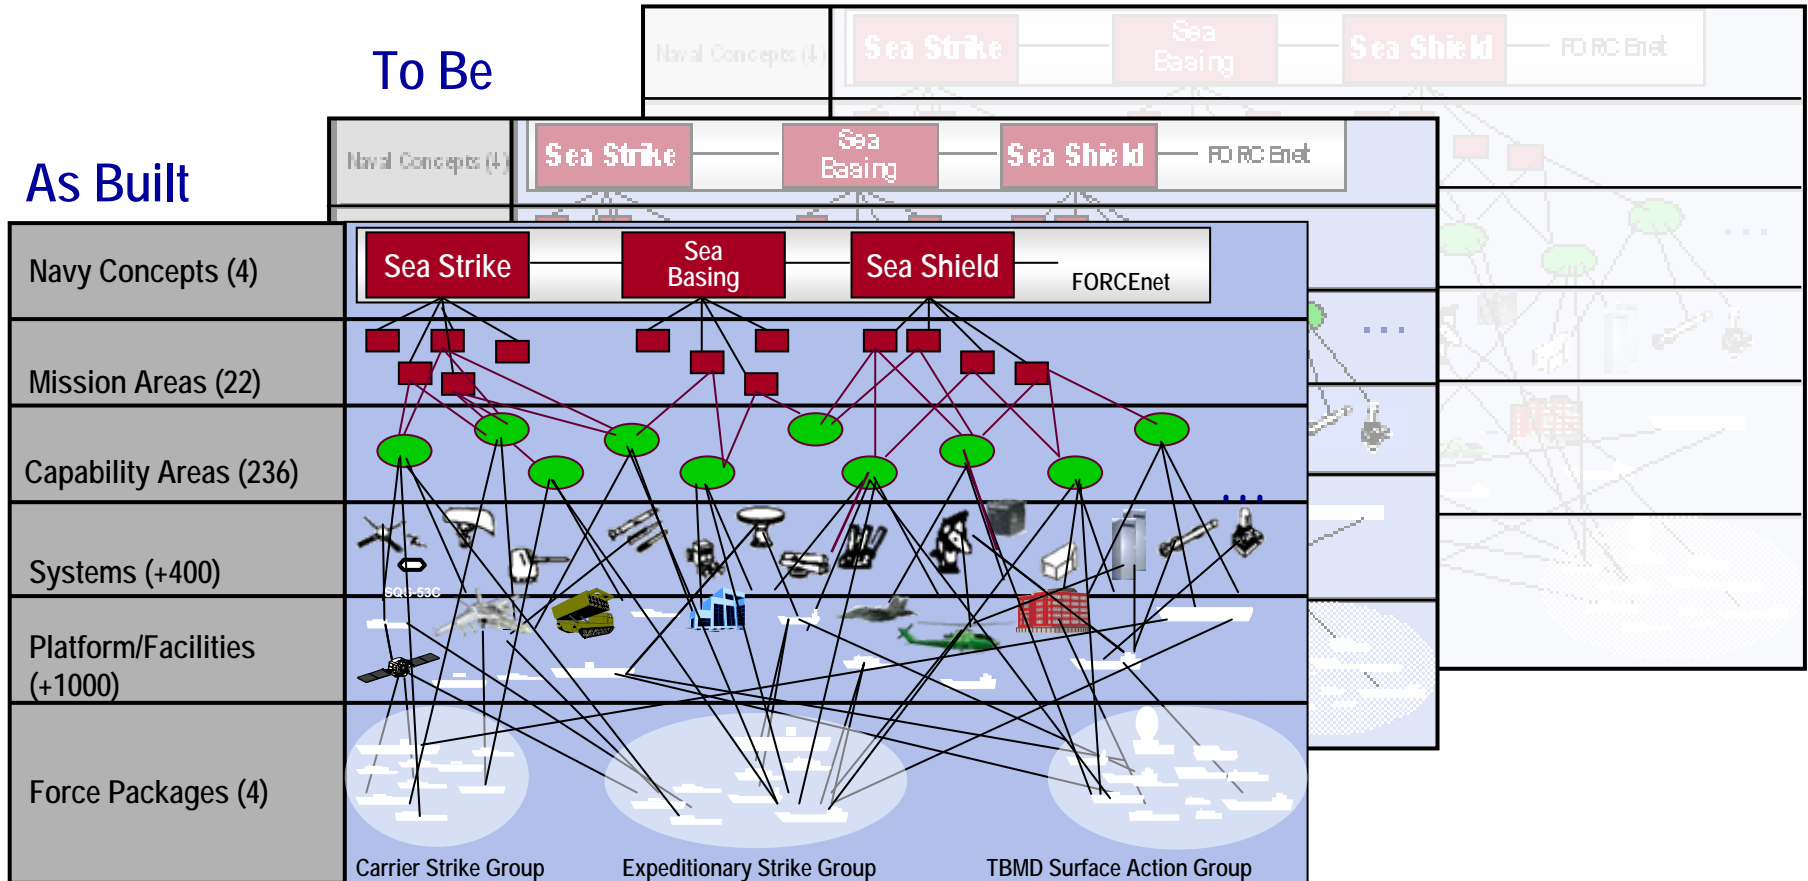 Naval Concepts (4)
Sea Strike
Sea
Basing
Sea Shield
FORCEnet
To Be
Naval Concepts (4)
Sea Strike
Sea
Basing
Sea Shield
FORCEnet
...
...
As Built
Navy Concepts (4)
Sea Strike
Sea
Basing
Sea Shield
FORCEnet
Mission Areas (22)
Capability Areas (236)
...
Systems (+400)
SQS-53C
Platform/Facilities
(+1000)
Force Packages (4)
Carrier Strike Group
Expeditionary Strike Group
TBMD Surface Action Group